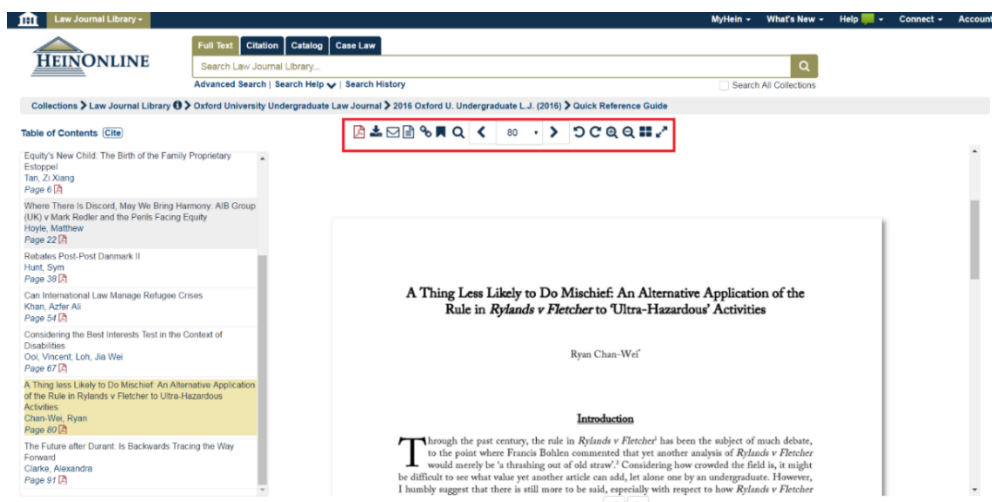 Law Journal Library
MyHein What's New Help Connect Account
HEINONLINE
Full Text Citation Catalog Case Law
Search Law Journal Library...
Advanced Search | Search Help | Search History
Search All Collections
Collections > Law Journal Library > Oxford University Undergraduate Law Journal > 2016 Oxford U. Undergraduate L.J. (2016) > Quick Reference Guide
Table of Contents Cite
80
Equity's New Child: The Birth of the Family Proprietary
Estoppel
Tan, Zi Xiang
Page 6
Where There Is Discord, May We Bring Harmony: AIB Group
(UK) v Mark Redler and the Perils Facing Equity
Hoyle, Matthew
Page 22
Rebates Post-Post Danmark II
Hunt, Sym
Page 38
Can International Law Manage Refugee Crises
Khan, Azfer Ali
Page 54
Considering the Best Interests Test in the Context of
Disabilities
Ooi, Vincent; Loh, Jia Wei
Page 67
A Thing less Likely to Do Mischief: An Alternative Application
of the Rule in Rylands v Fletcher to Ultra-Hazardous
Activities
Chan-Wei, Ryan
Page 80
The Future after Durant: Is Backwards Tracing the Way
Forward
Clarke, Alexandra
Page 91
A Thing Less Likely to Do Mischief: An Alternative Application of the
Rule in Rylands v Fletcher to 'Ultra-Hazardous' Activities
Ryan Chan-Wei*
Introduction
Through the past century, the rule in Rylands v Fletcher¹ has been the subject of much debate,
to the point where Francis Bohlen commented that yet another analysis of Rylands v Fletcher
would merely be 'a thrashing out of old straw'.² Considering how crowded the field is, it might
be difficult to see what value yet another article can add, let alone one by an undergraduate. However,
I humbly suggest that there is still more to be said, especially with respect to how Rylands v Fletcher